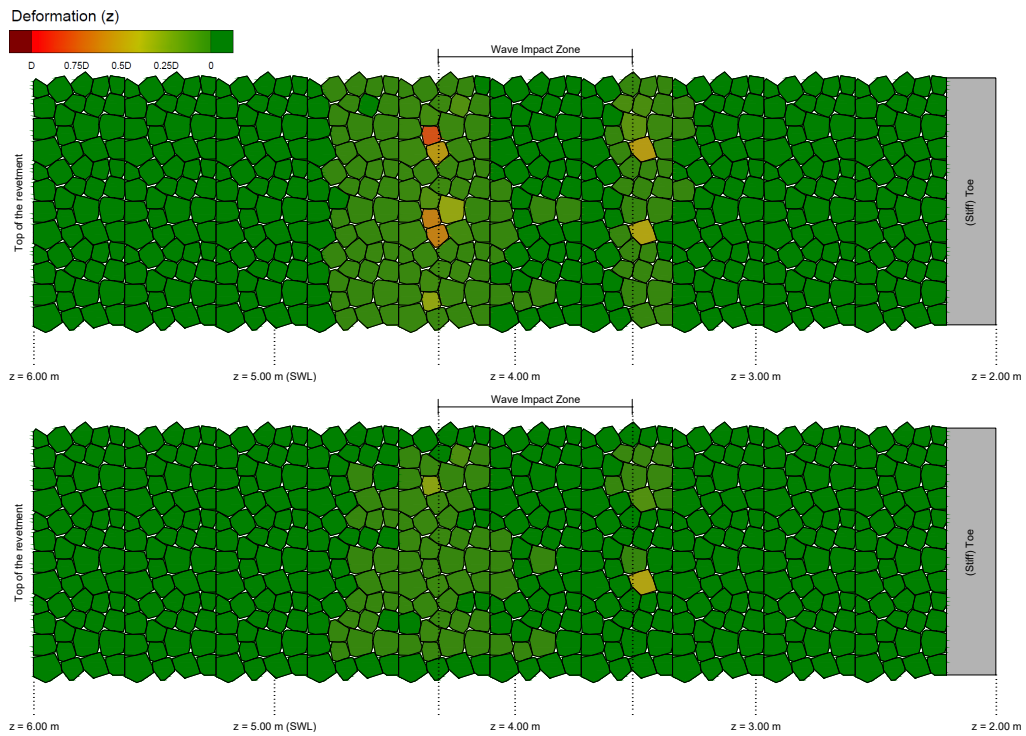 Deformation (z)
D 0.75D 0.5D 0.25D 0
Wave Impact Zone
Top of the revetment
(Stiff) Toe
z = 6.00 m z = 5.00 m (SWL) z = 4.00 m z = 3.00 m z = 2.00 m
Wave Impact Zone
Top of the revetment
(Stiff) Toe
z = 6.00 m z = 5.00 m (SWL) z = 4.00 m z = 3.00 m z = 2.00 m